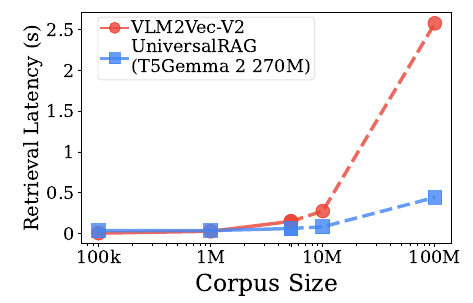 VLM2Vec-V2
UniversalRAG
(T5Gemma 2 270M)
Retrieval Latency (s)
2.5
2
1.5
1
0.5
0
100k 1M 10M 100M
Corpus Size